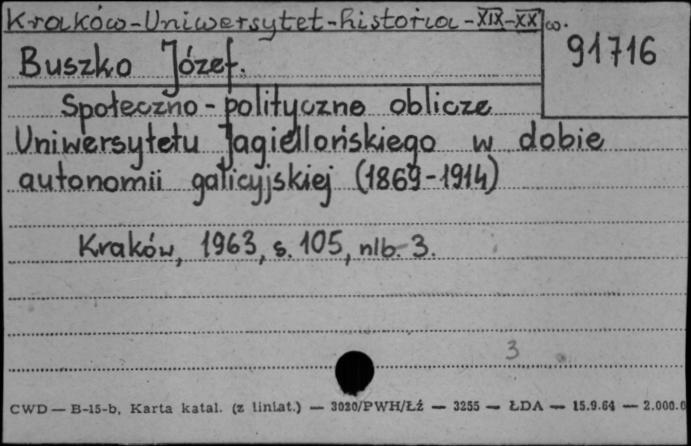 Kraków-Uniwersytet-historia-XIX-XX w.
91716
Buszko Józef.
Społeczno-polityczne oblicze
Uniwersytetu Jagiellońskiego w dobie
autonomii galicyjskiej (1869-1914)
Kraków, 1963, s. 105, nlb. 3.
3
CWD — B-15-b, Karta katal. (z liniat.) — 3020/PWH/Łź — 3255 — ŁDA — 15.9.64 — 2.000.0